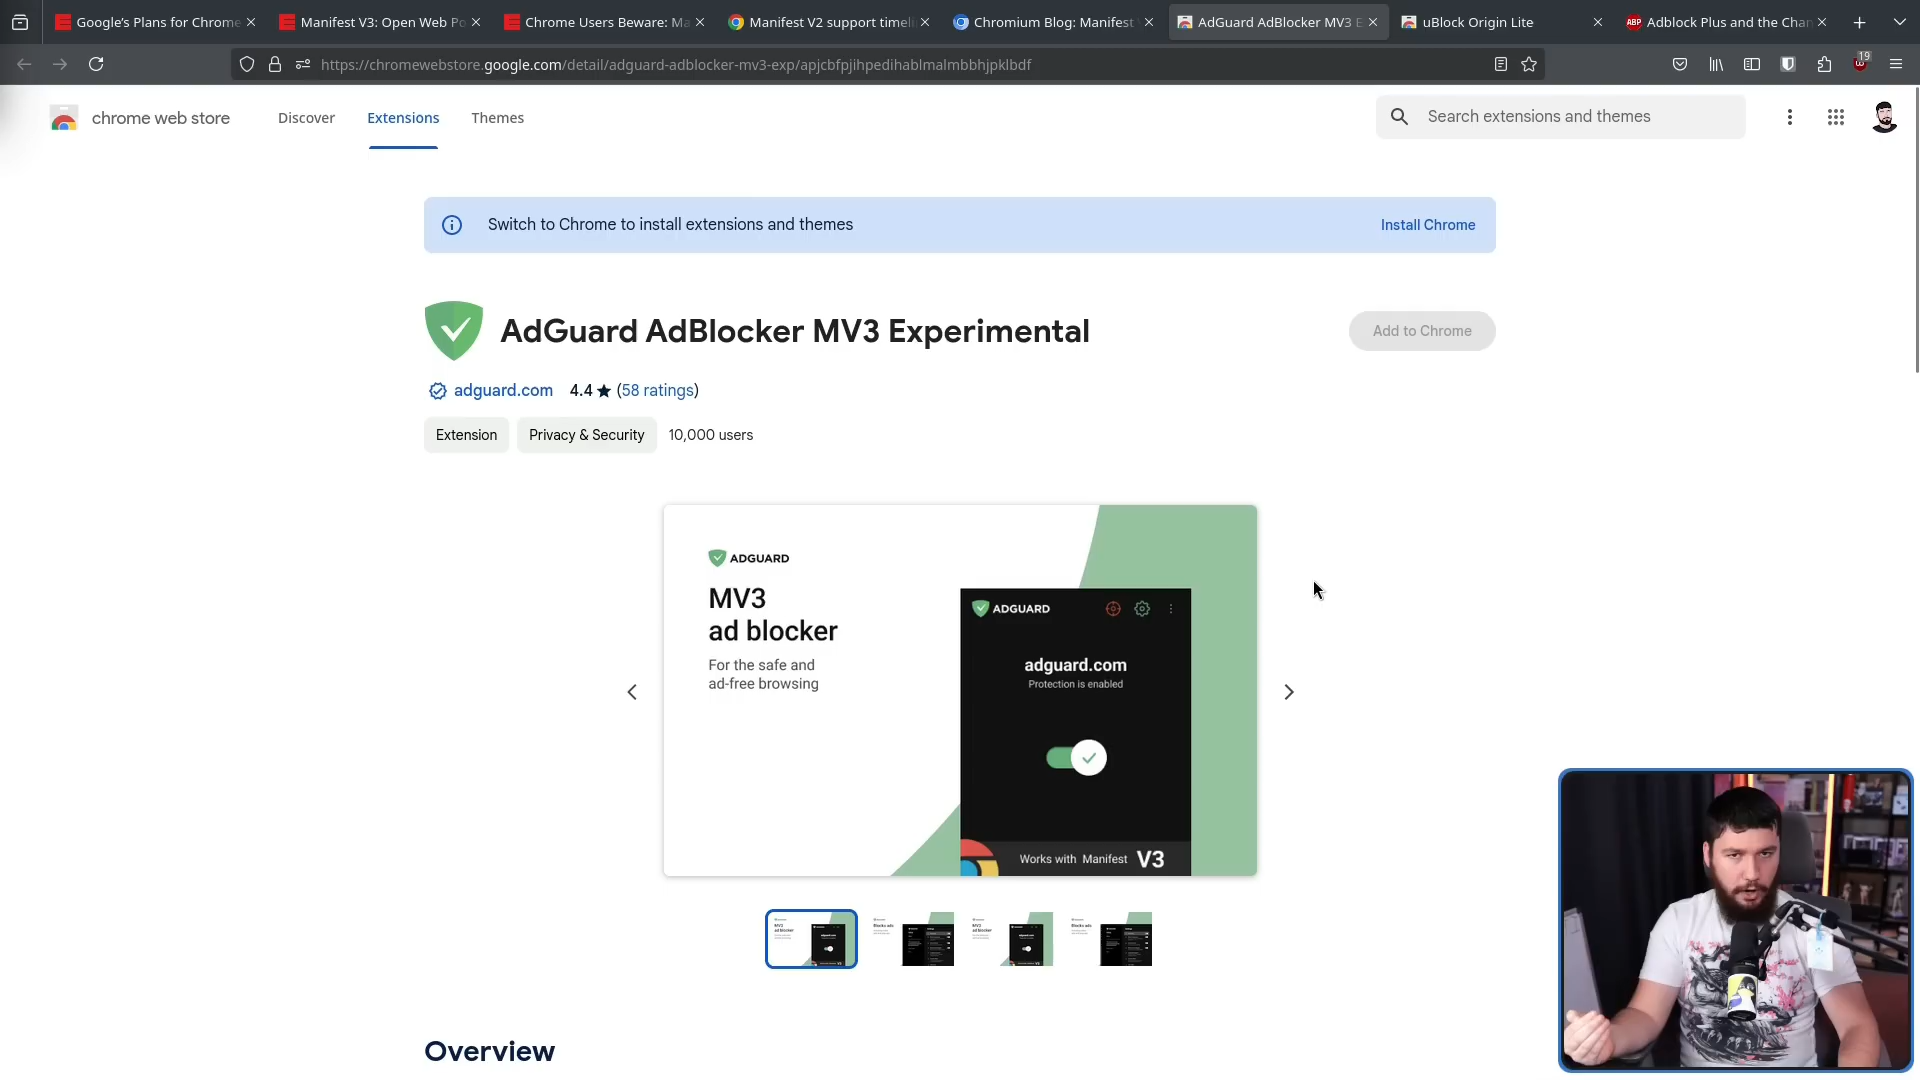 Google's Plans for Chrome
Manifest V3: Open Web Po
Chrome Users Beware: Ma
Manifest V2 support timeli
Chromium Blog: Manifest V
AdGuard AdBlocker MV3 E
uBlock Origin Lite
ABP
Adblock Plus and the Chan
https://chromewebstore.google.com/detail/adguard-adblocker-mv3-exp/apjcbfpjihpedihablmalmbbhjpklbdf
19
chrome web store
Discover
Extensions
Themes
Search extensions and themes
Switch to Chrome to install extensions and themes
Install Chrome
AdGuard AdBlocker MV3 Experimental
Add to Chrome
adguard.com
4.4 ★ (58 ratings)
Extension
Privacy & Security
10,000 users
ADGUARD
MV3
ad blocker
For the safe and
ad-free browsing
ADGUARD
adguard.com
Protection is enabled
Works with Manifest V3
Overview